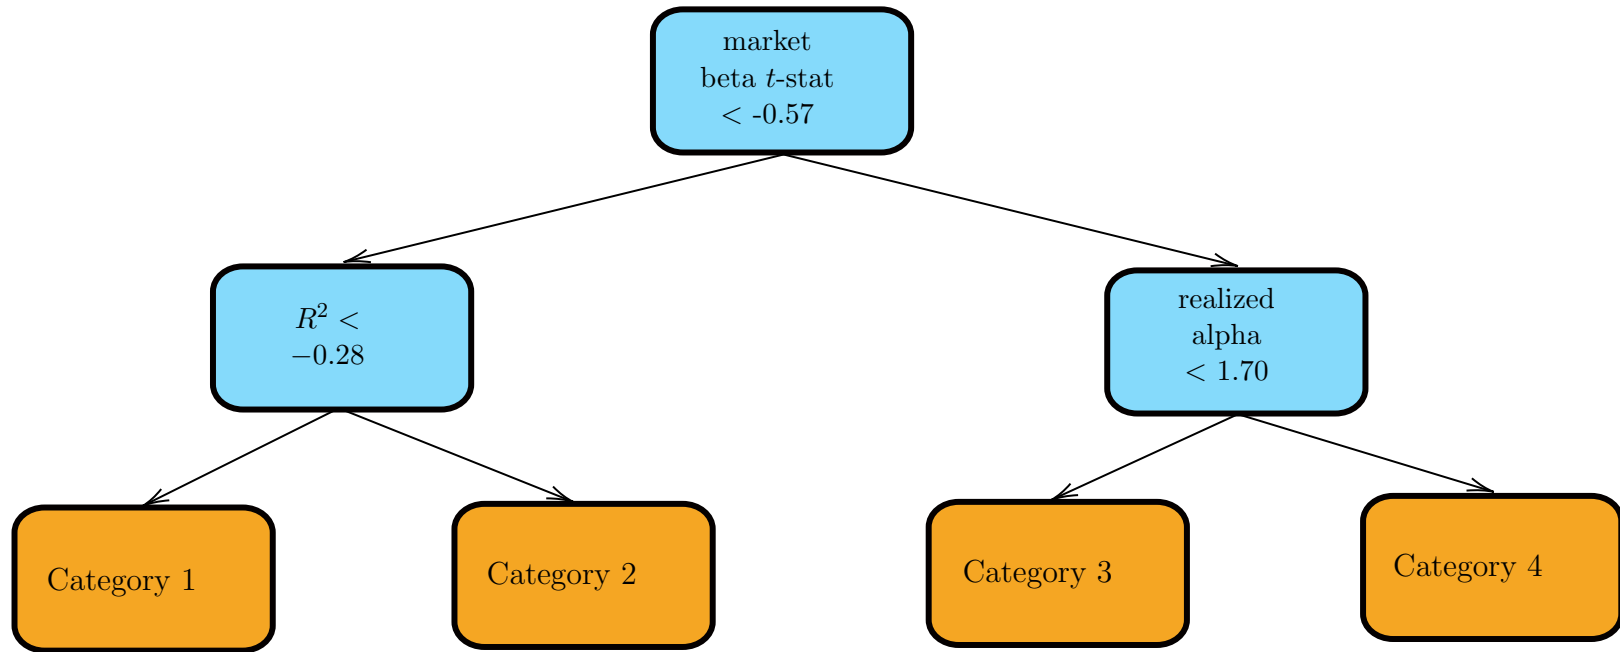 market
beta t-stat
< -0.57
R² <
−0.28
realized
alpha
< 1.70
Category 1
Category 2
Category 3
Category 4